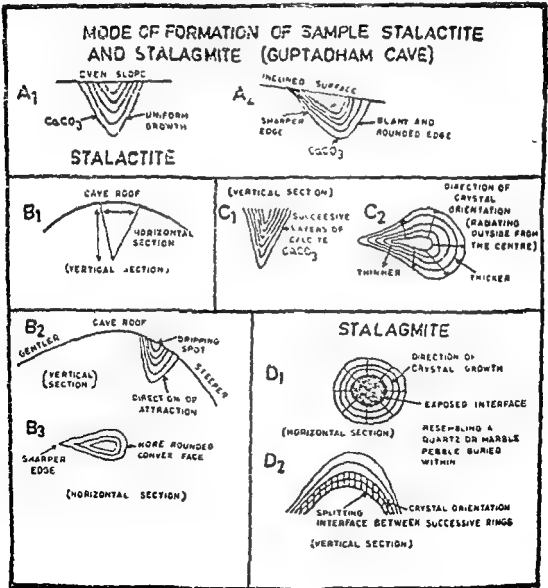 MODE OF FORMATION OF SAMPLE STALACTITE
AND STALAGMITE (GUPTADHAM CAVE)
A1
EVEN SLOPE
CaCO3
UNIFORM
GROWTH
STALACTITE
INCLINED SURFACE
SHARPER
EDGE
BLANT AND
ROUNDED EDGE
CaCO3
B1
CAVE ROOF
HORIZONTAL
SECTION
(VERTICAL SECTION)
(VERTICAL SECTION)
C1
SUCCESSIVE
LAYERS OF
CALCITE
CaCO3
C2
DIRECTION OF
CRYSTAL
ORIENTATION
(RADIATING
OUTSIDE FROM
THE CENTRE)
THINNER
THICKER
B2
CAVE ROOF
GENTLER
DRIPPING
SPOT
STEEPER
(VERTICAL
SECTION)
DIRECTION OF
ATTRACTION
B3
SHARPER
EDGE
MORE ROUNDED
CONVEX FACE
(HORIZONTAL SECTION)
STALAGMITE
D1
DIRECTION OF
CRYSTAL GROWTH
EXPOSED INTERFACE
(HORIZONTAL SECTION)
RESEMBLING A
QUARTZ OR MARBLE
PEBBLE BURIED
WITHIN
D2
CRYSTAL ORIENTATION
SPLITTING
INTERFACE BETWEEN SUCCESSIVE RINGS
(VERTICAL SECTION)